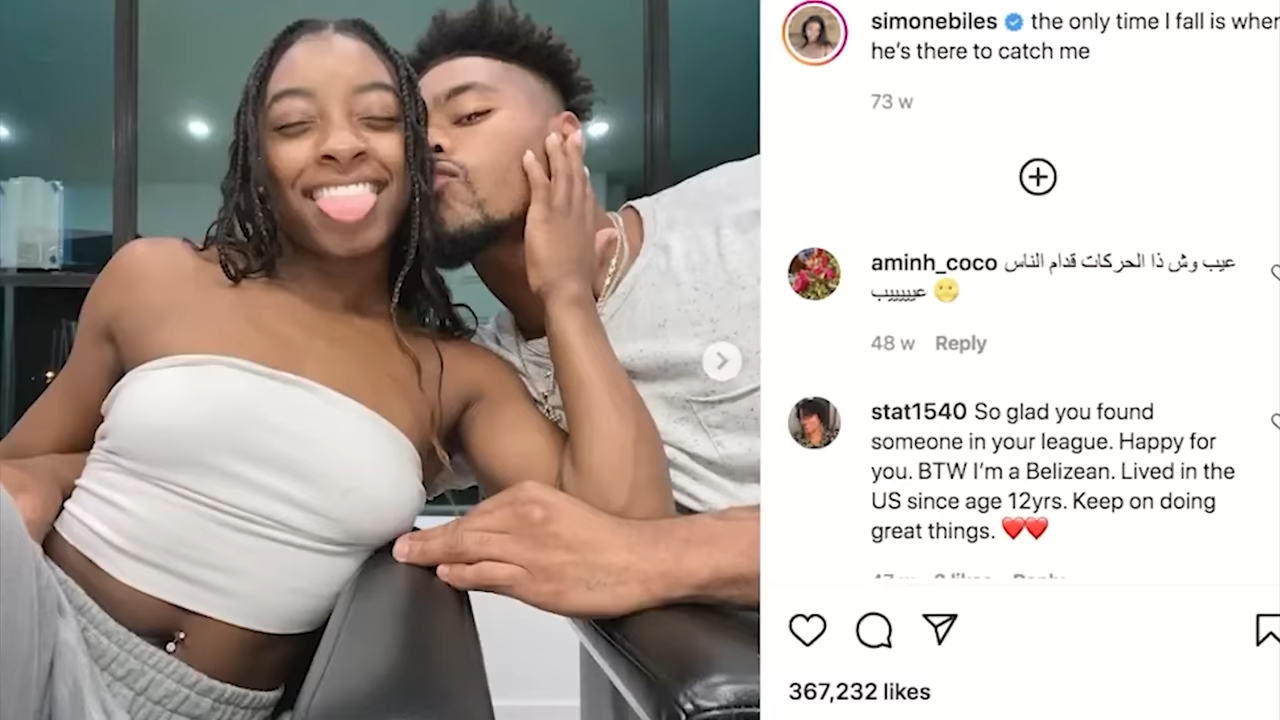 simonebiles the only time I fall is when
he's there to catch me
73 w
aminh_coco عيب وش ذا الحركات قدام الناس
عيييييب 🌝
48 w Reply
stat1540 So glad you found
someone in your league. Happy for
you. BTW I'm a Belizean. Lived in the
US since age 12yrs. Keep on doing
great things. ❤️❤️
367,232 likes